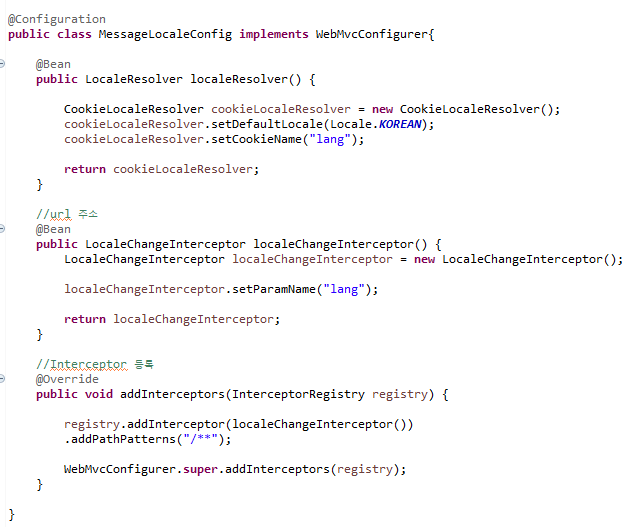 @Configuration
public class MessageLocaleConfig implements WebMvcConfigurer{
@Bean
public LocaleResolver localeResolver() {
CookieLocaleResolver cookieLocaleResolver = new CookieLocaleResolver();
cookieLocaleResolver.setDefaultLocale(Locale.KOREAN);
cookieLocaleResolver.setCookieName("lang");
return cookieLocaleResolver;
}
//url 주소
@Bean
public LocaleChangeInterceptor localeChangeInterceptor() {
LocaleChangeInterceptor localeChangeInterceptor = new LocaleChangeInterceptor();
localeChangeInterceptor.setParamName("lang");
return localeChangeInterceptor;
}
//Interceptor 등록
@Override
public void addInterceptors(InterceptorRegistry registry) {
registry.addInterceptor(localeChangeInterceptor())
.addPathPatterns("/**");
WebMvcConfigurer.super.addInterceptors(registry);
}
}